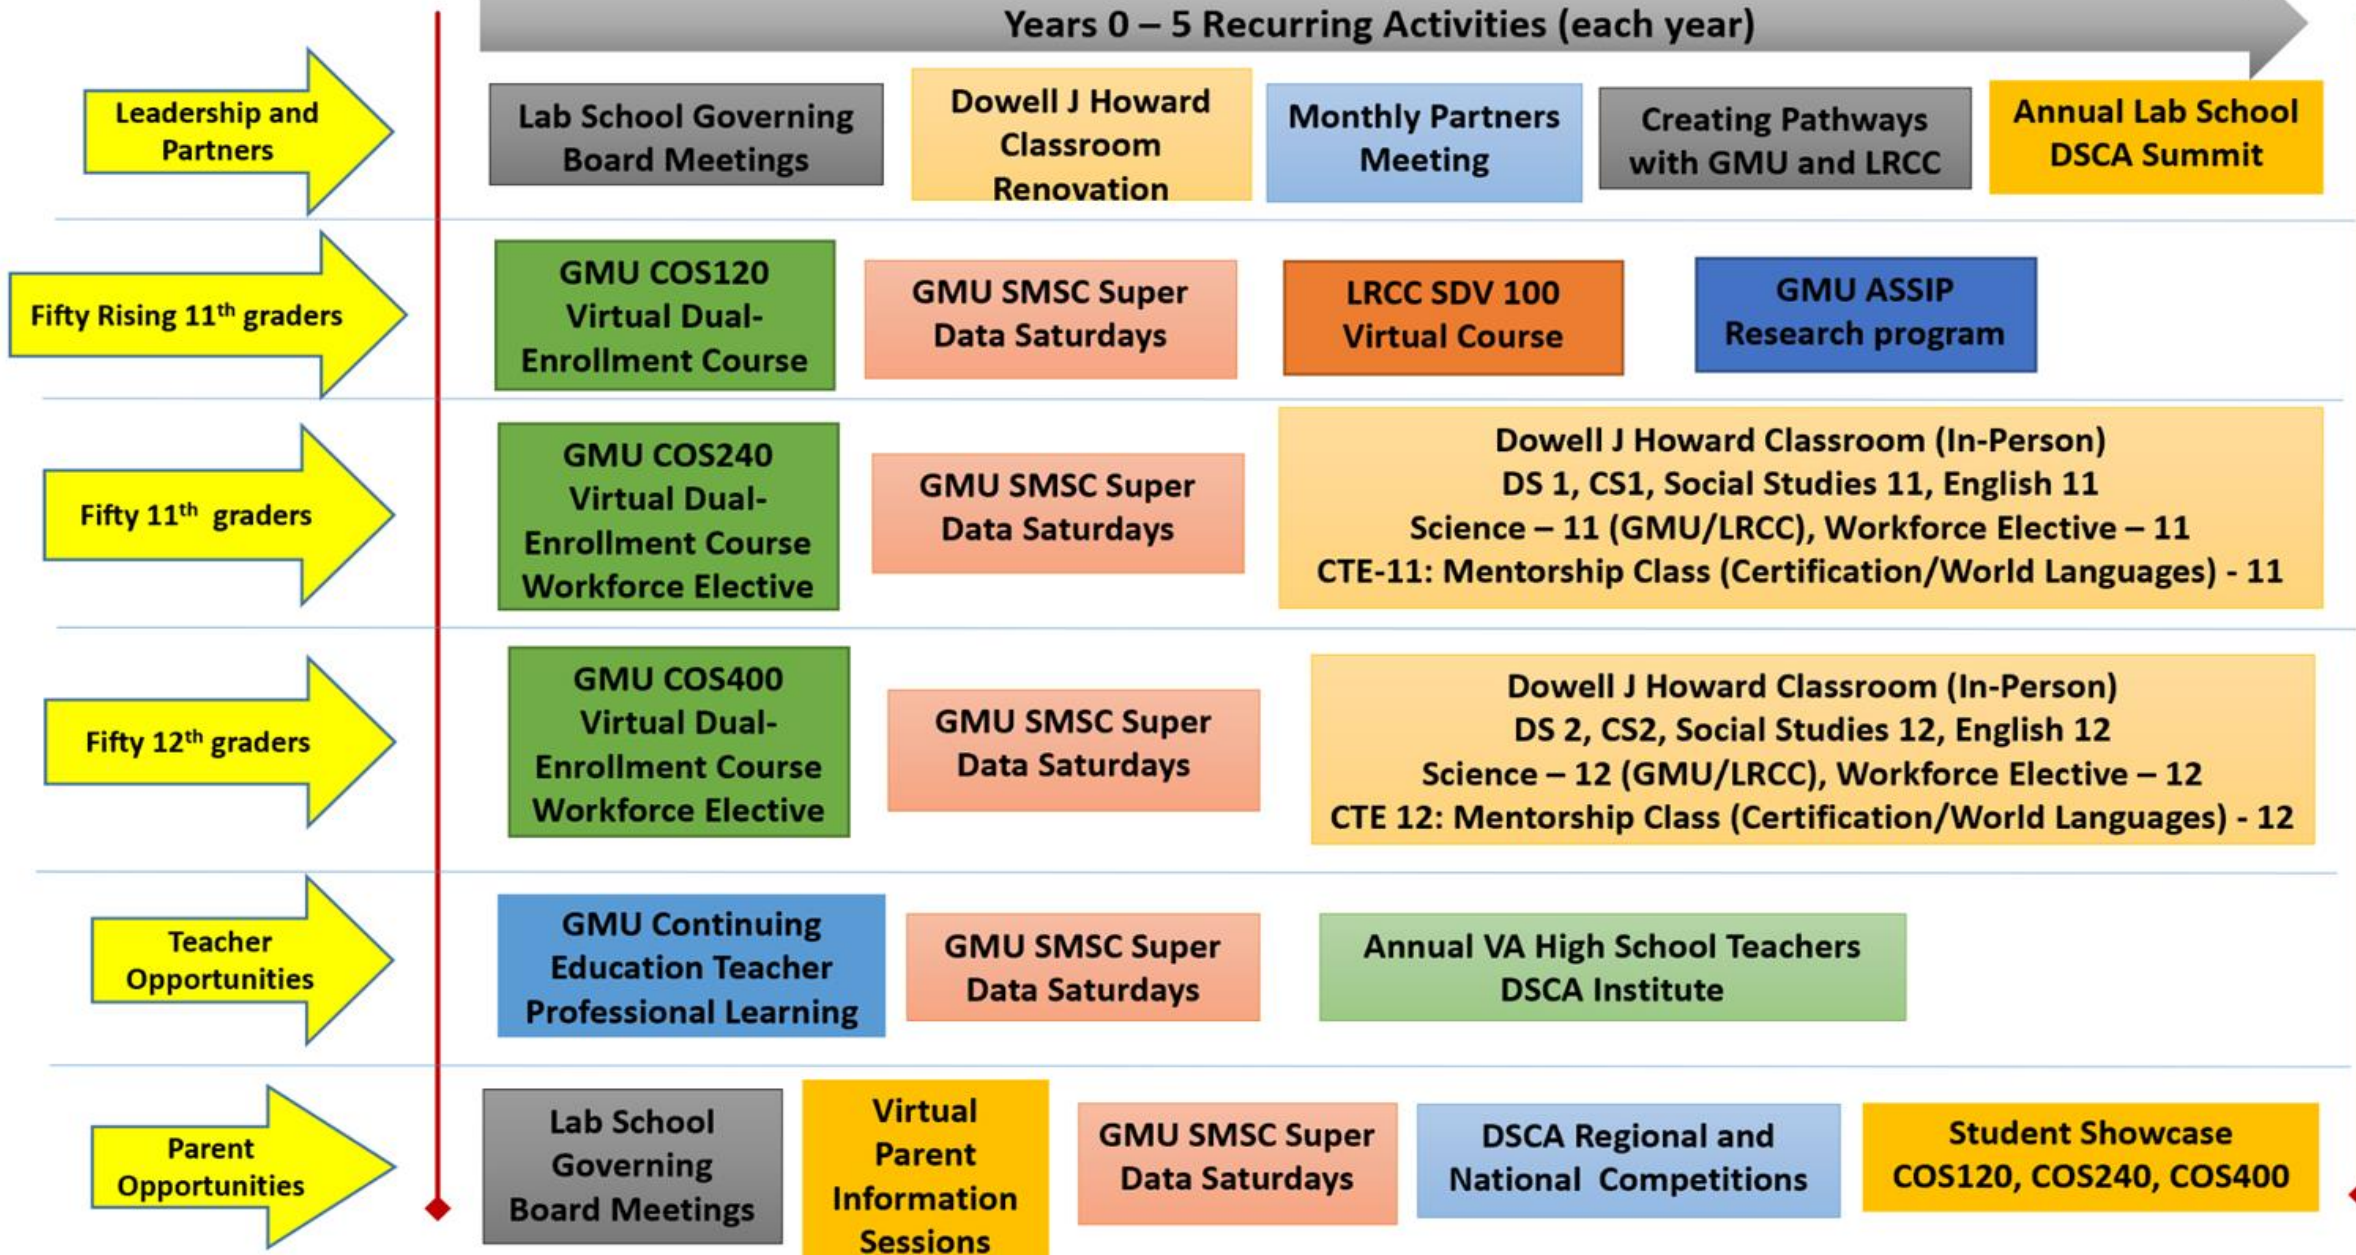 Years 0 – 5 Recurring Activities (each year)
Leadership and
Partners
Lab School Governing
Board Meetings
Dowell J Howard
Classroom
Renovation
Monthly Partners
Meeting
Creating Pathways
with GMU and LRCC
Annual Lab School
DSCA Summit
Fifty Rising 11th graders
GMU COS120
Virtual Dual-
Enrollment Course
GMU SMSC Super
Data Saturdays
LRCC SDV 100
Virtual Course
GMU ASSIP
Research program
Fifty 11th graders
GMU COS240
Virtual Dual-
Enrollment Course
Workforce Elective
GMU SMSC Super
Data Saturdays
Dowell J Howard Classroom (In-Person)
DS 1, CS1, Social Studies 11, English 11
Science – 11 (GMU/LRCC), Workforce Elective – 11
CTE-11: Mentorship Class (Certification/World Languages) - 11
Fifty 12th graders
GMU COS400
Virtual Dual-
Enrollment Course
Workforce Elective
GMU SMSC Super
Data Saturdays
Dowell J Howard Classroom (In-Person)
DS 2, CS2, Social Studies 12, English 12
Science – 12 (GMU/LRCC), Workforce Elective – 12
CTE 12: Mentorship Class (Certification/World Languages) - 12
Teacher
Opportunities
GMU Continuing
Education Teacher
Professional Learning
GMU SMSC Super
Data Saturdays
Annual VA High School Teachers
DSCA Institute
Parent
Opportunities
Lab School
Governing
Board Meetings
Virtual
Parent
Information
Sessions
GMU SMSC Super
Data Saturdays
DSCA Regional and
National Competitions
Student Showcase
COS120, COS240, COS400